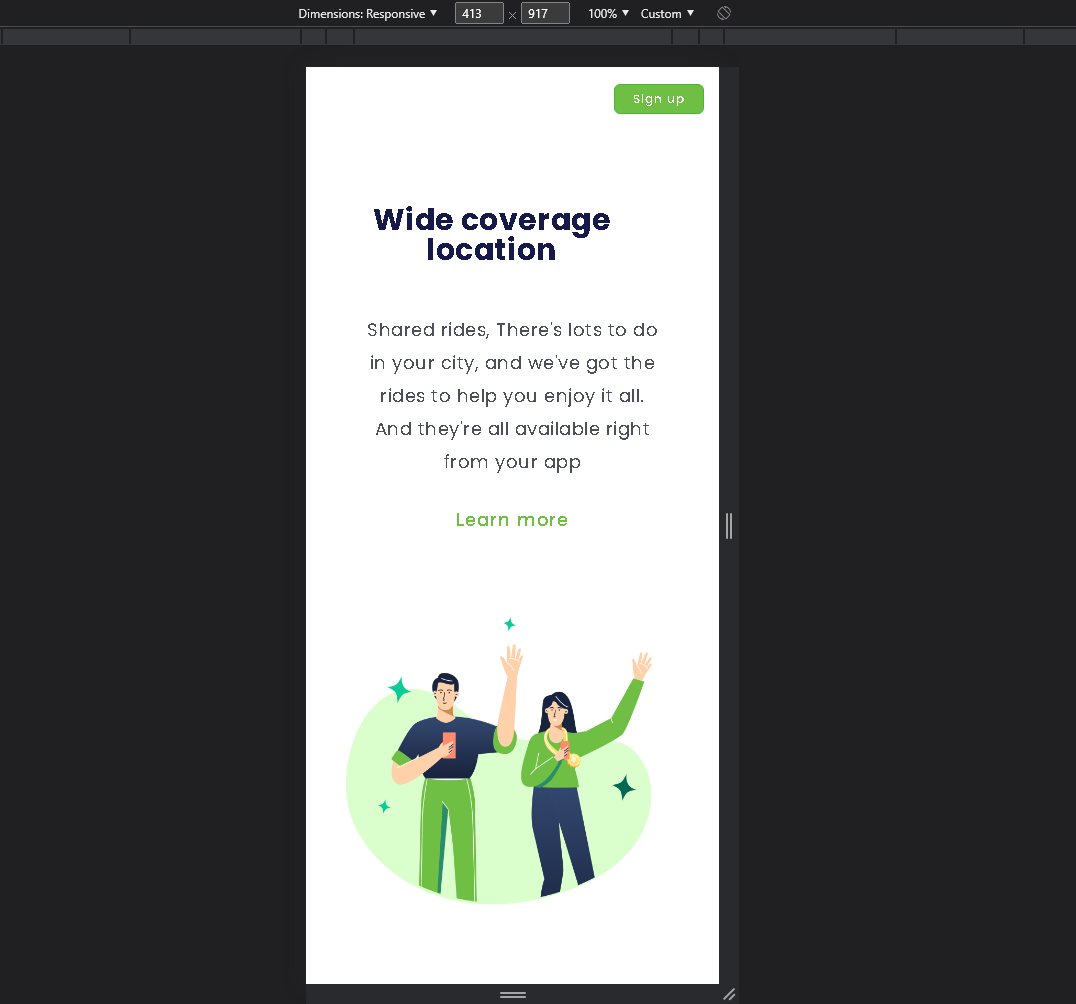 Dimensions: Responsive ▼ 413 × 917 100% ▼ Custom ▼
Sign up
Wide coverage
location
Shared rides, There's lots to do
in your city, and we've got the
rides to help you enjoy it all.
And they're all available right
from your app
Learn more